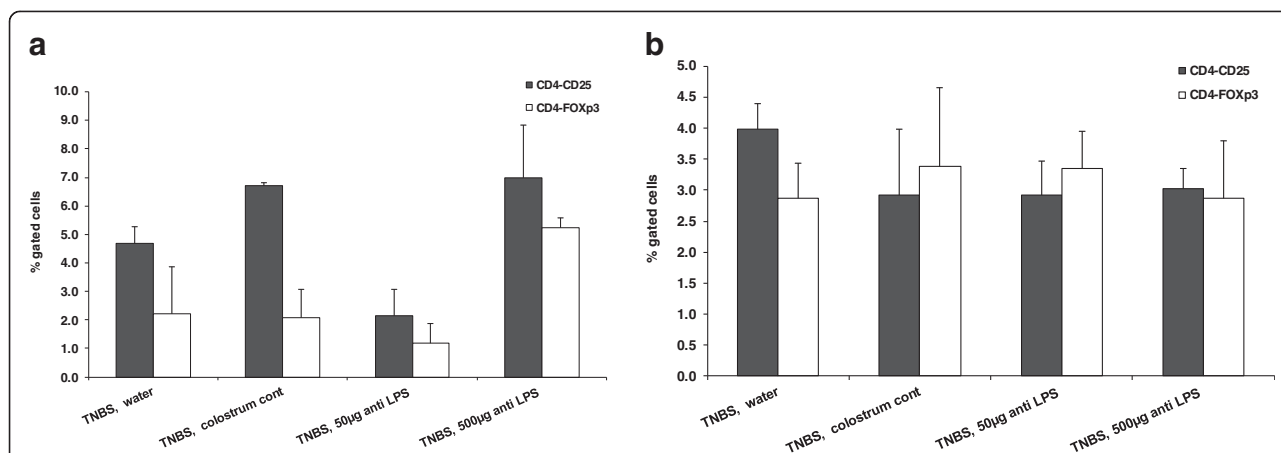 a
10.0
9.0
8.0
7.0
6.0
5.0
4.0
3.0
2.0
1.0
0.0
% gated cells
CD4-CD25
CD4-FOXp3
TNBS, water
TNBS, colostrum cont
TNBS, 50µg anti LPS
TNBS, 500µg anti LPS
b
5.0
4.5
4.0
3.5
3.0
2.5
2.0
1.5
1.0
0.5
0.0
% gated cells
CD4-CD25
CD4-FOXp3
TNBS, water
TNBS, colostrum cont
TNBS, 50µg anti LPS
TNBS, 500µg anti LPS